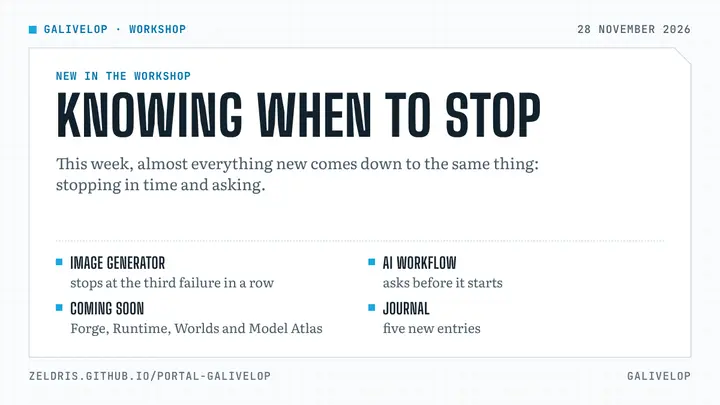 GALIVELOP · WORKSHOP
28 NOVEMBER 2026
NEW IN THE WORKSHOP
KNOWING WHEN TO STOP
This week, almost everything new comes down to the same thing:
stopping in time and asking.
IMAGE GENERATOR
stops at the third failure in a row
AI WORKFLOW
asks before it starts
COMING SOON
Forge, Runtime, Worlds and Model Atlas
JOURNAL
five new entries
ZELDRIS.GITHUB.IO/PORTAL-GALIVELOP
GALIVELOP